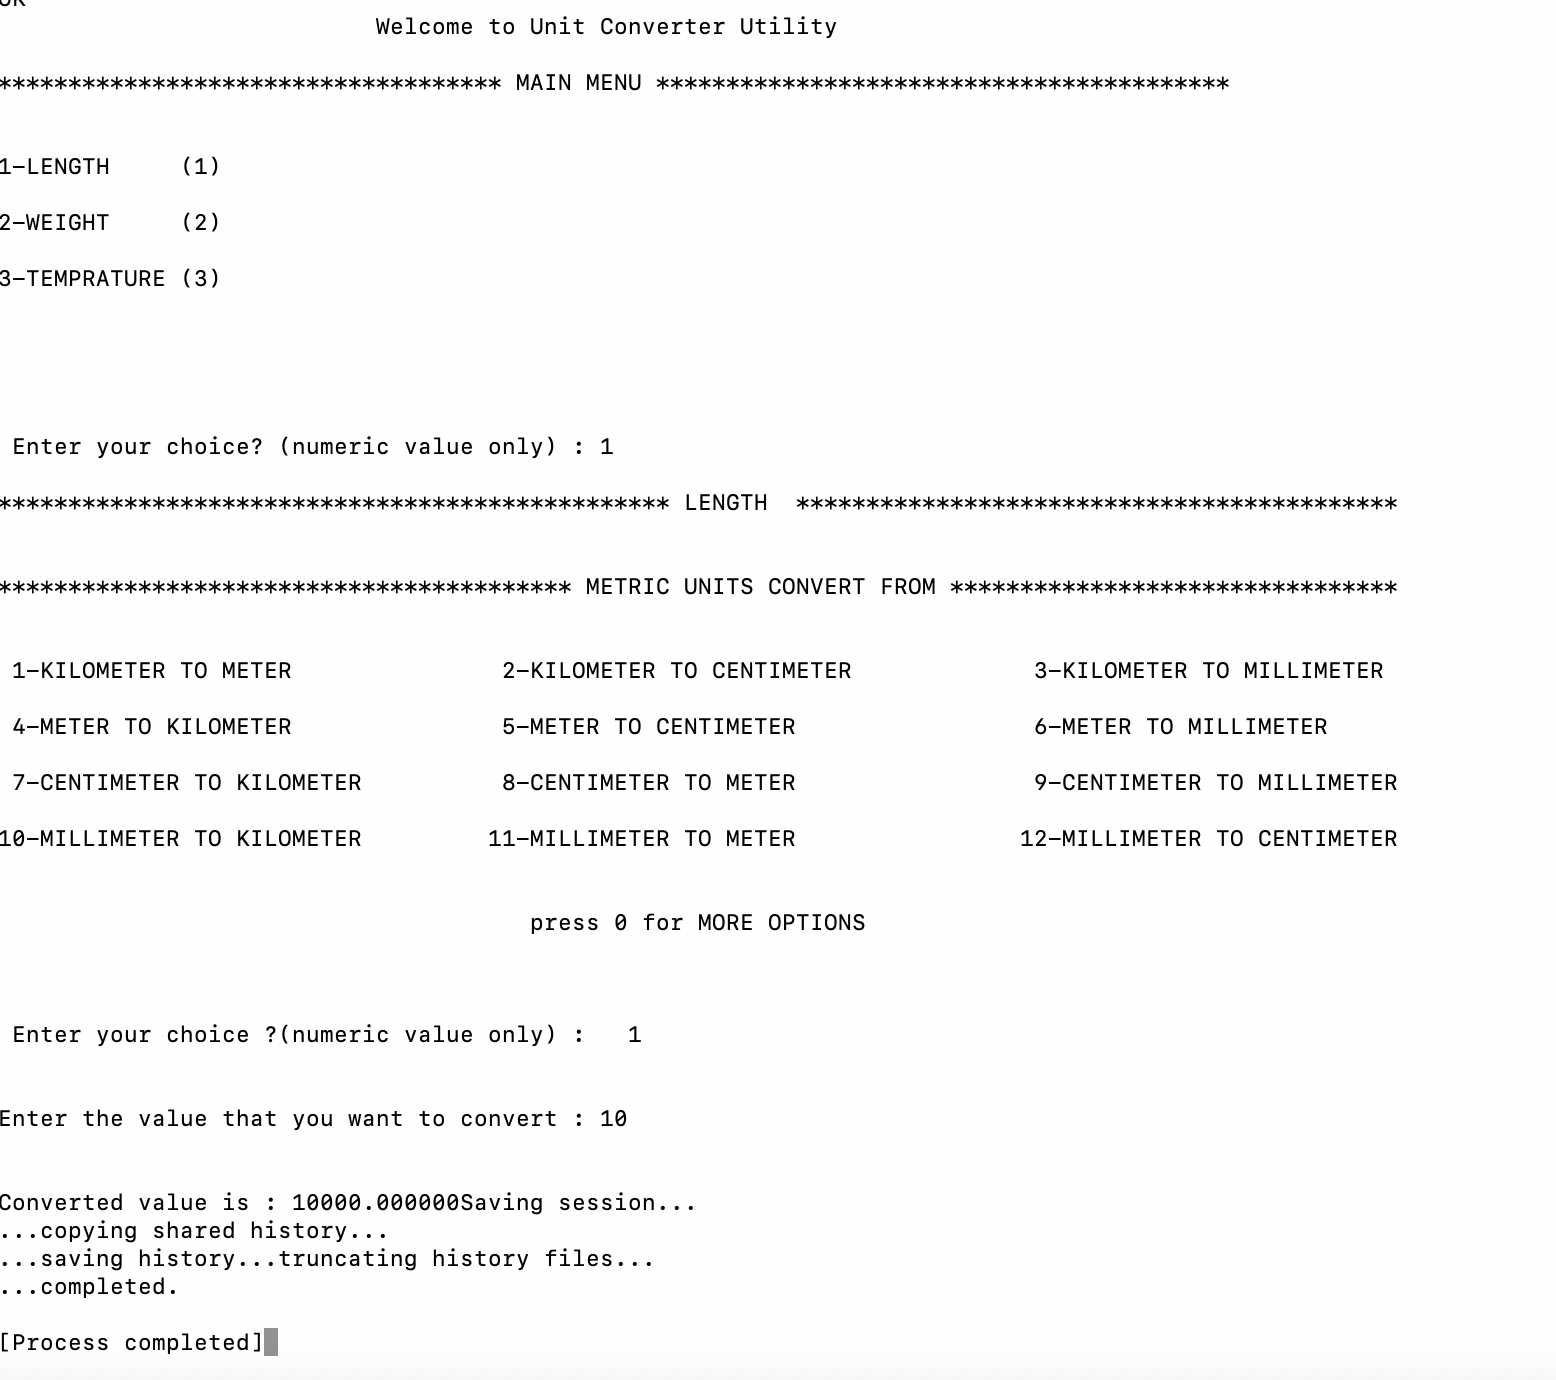 Welcome to Unit Converter Utility
************************************ MAIN MENU *****************************************
1-LENGTH     (1)
2-WEIGHT     (2)
3-TEMPRATURE (3)
Enter your choice? (numeric value only) : 1
************************************************ LENGTH  *******************************************
***************************************** METRIC UNITS CONVERT FROM ********************************
1-KILOMETER TO METER               2-KILOMETER TO CENTIMETER             3-KILOMETER TO MILLIMETER
4-METER TO KILOMETER               5-METER TO CENTIMETER                 6-METER TO MILLIMETER
7-CENTIMETER TO KILOMETER          8-CENTIMETER TO METER                 9-CENTIMETER TO MILLIMETER
10-MILLIMETER TO KILOMETER         11-MILLIMETER TO METER                12-MILLIMETER TO CENTIMETER
press 0 for MORE OPTIONS
Enter your choice ?(numeric value only) :   1
Enter the value that you want to convert : 10
Converted value is : 10000.000000Saving session...
...copying shared history...
...saving history...truncating history files...
...completed.
[Process completed]